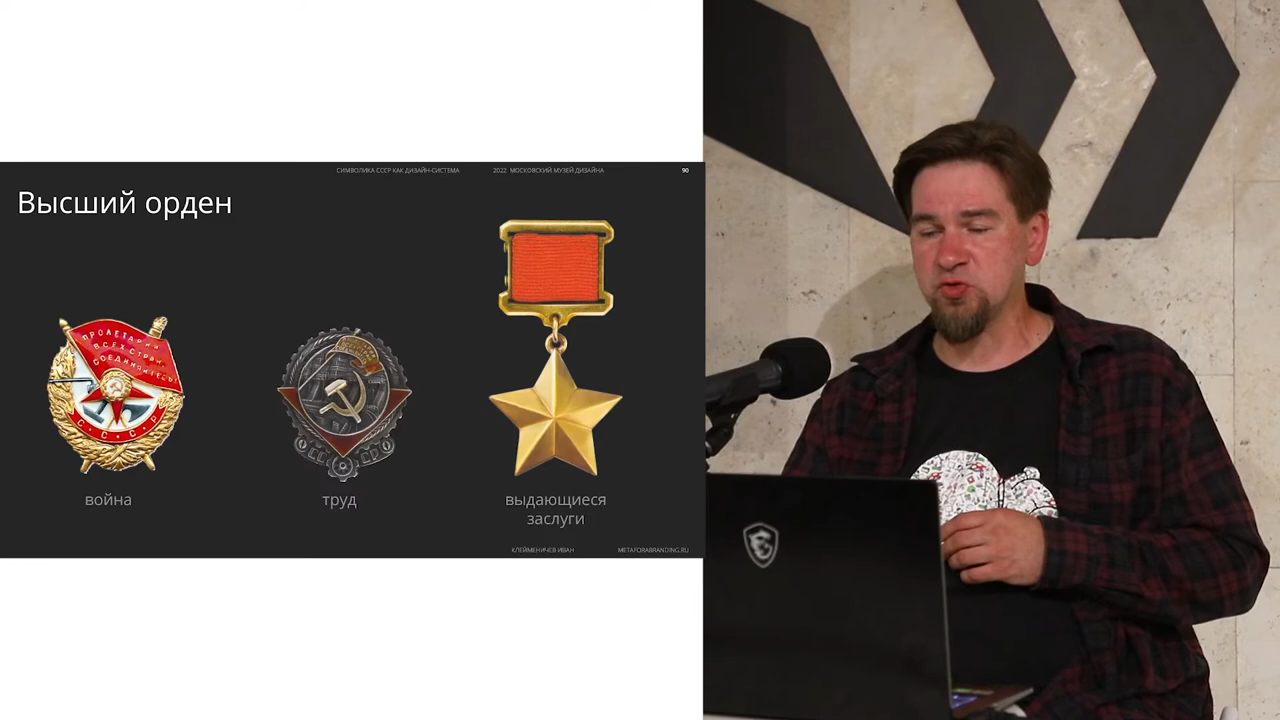 СИМВОЛИКА СССР КАК ДИЗАЙН-СИСТЕМА
2022 МОСКОВСКИЙ МУЗЕЙ ДИЗАЙНА
90
Высший орден
ПРОЛЕТАРИИ
ВСЕХ СТРАН
СОЕДИНЯЙТЕСЬ!
С С С Р
война
труд
выдающиеся
заслуги
КЛЕЙМЕНИЧЕВ ИВАН
METAFORABRANDING.RU